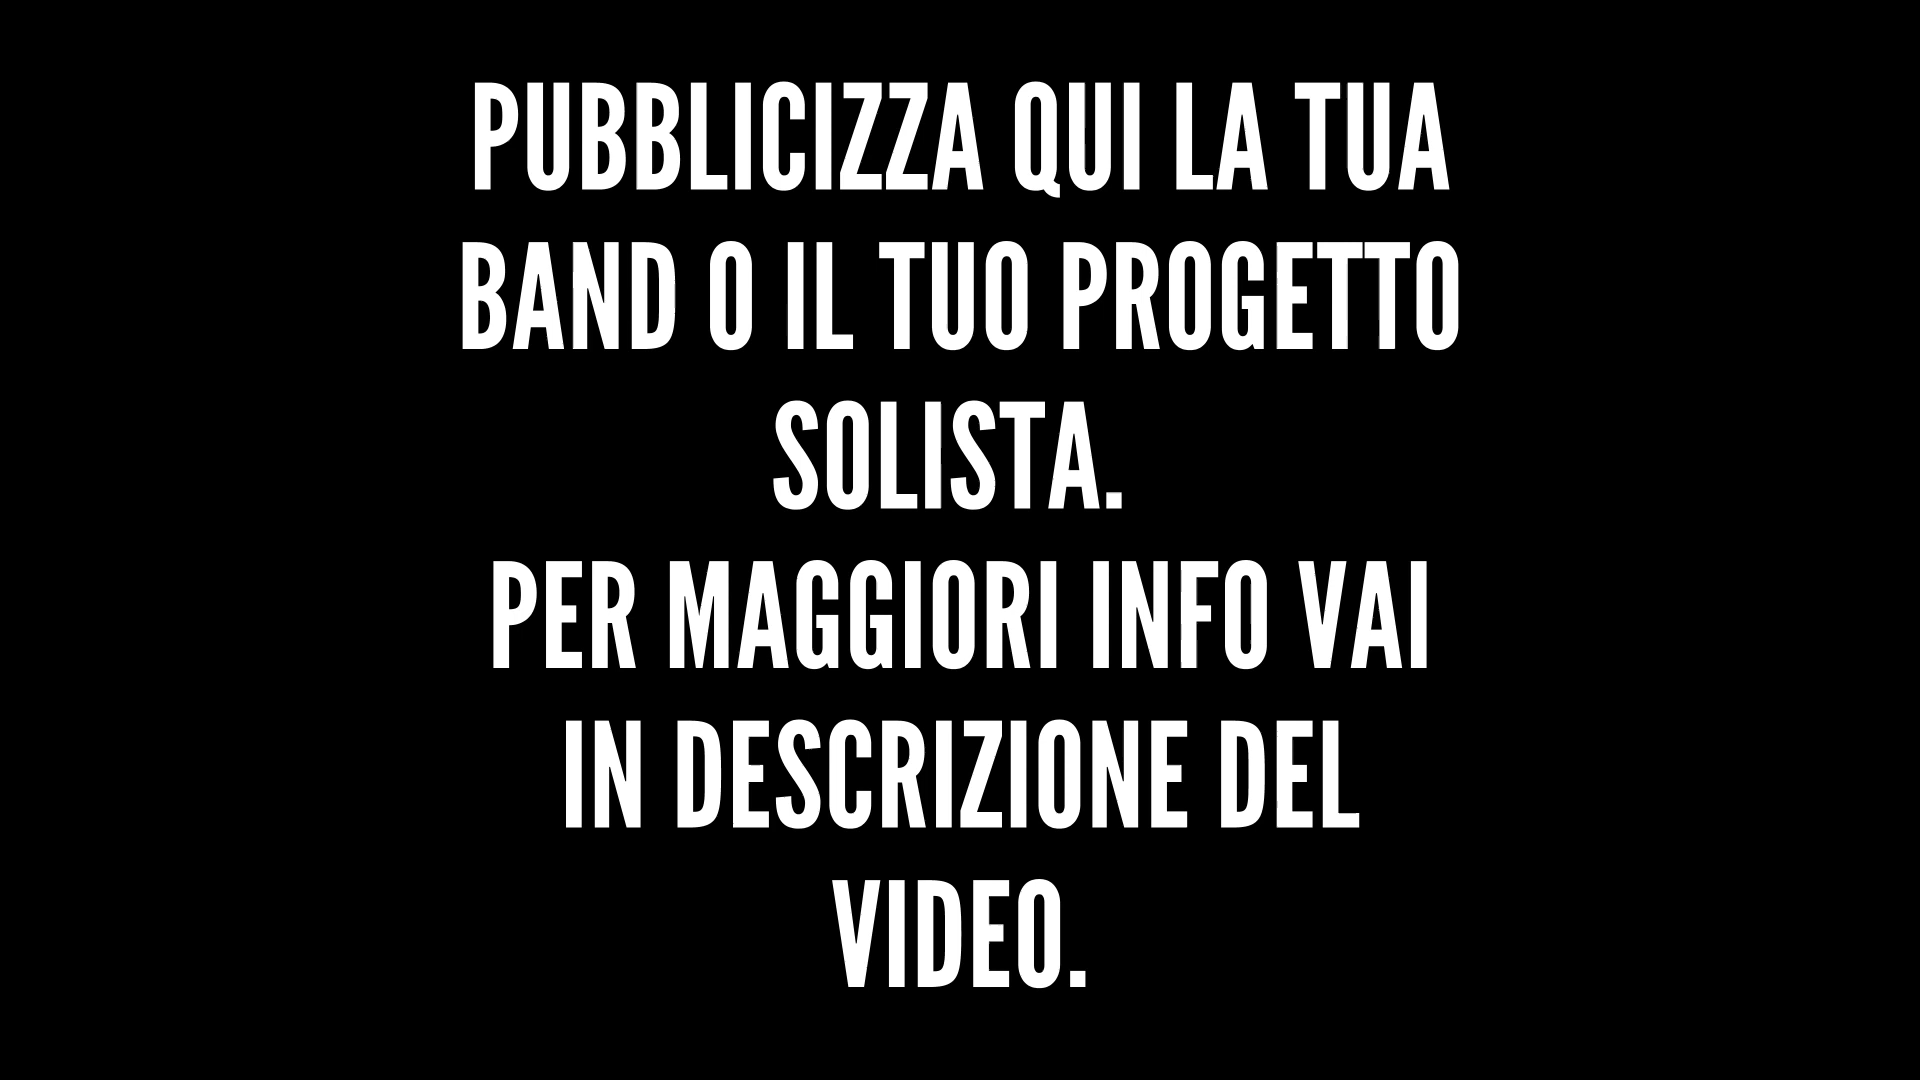 PUBBLICIZZA QUI LA TUA
BAND O IL TUO PROGETTO
SOLISTA.
PER MAGGIORI INFO VAI
IN DESCRIZIONE DEL
VIDEO.